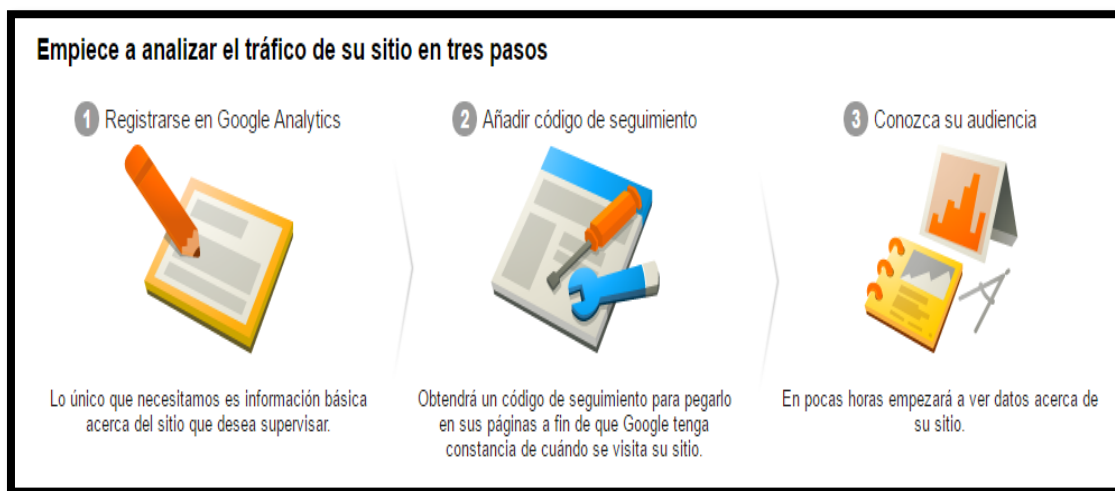 Empiece a analizar el tráfico de su sitio en tres pasos
1 Registrarse en Google Analytics
Lo único que necesitamos es información básica
acerca del sitio que desea supervisar.
2 Añadir código de seguimiento
Obtendrá un código de seguimiento para pegarlo
en sus páginas a fin de que Google tenga
constancia de cuándo se visita su sitio.
3 Conozca su audiencia
En pocas horas empezará a ver datos acerca de
su sitio.